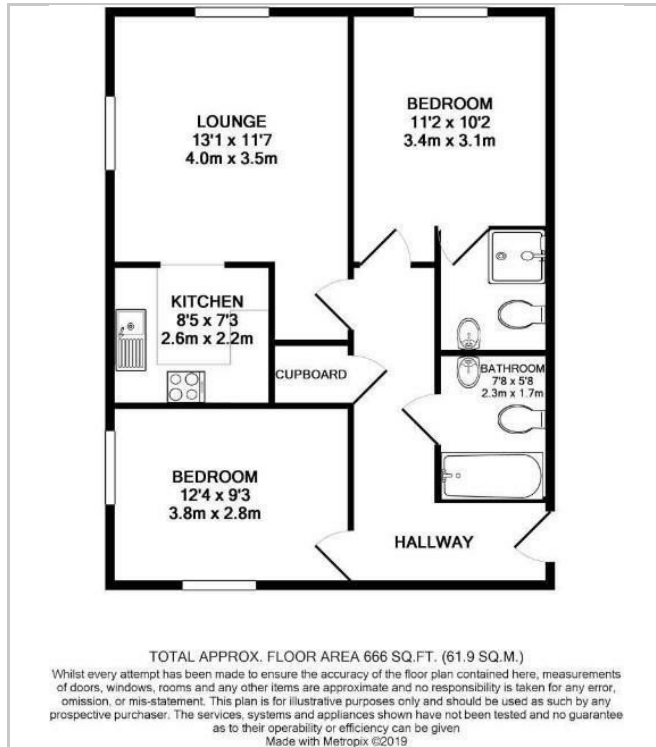 LOUNGE
13'1 x 11'7
4.0m x 3.5m
BEDROOM
11'2 x 10'2
3.4m x 3.1m
KITCHEN
8'5 x 7'3
2.6m x 2.2m
CUPBOARD
BATHROOM
7'8 x 5'8
2.3m x 1.7m
BEDROOM
12'4 x 9'3
3.8m x 2.8m
HALLWAY
TOTAL APPROX. FLOOR AREA 666 SQ.FT. (61.9 SQ.M.)
Whilst every attempt has been made to ensure the accuracy of the floor plan contained here, measurements
of doors, windows, rooms and any other items are approximate and no responsibility is taken for any error,
omission, or mis-statement. This plan is for illustrative purposes only and should be used as such by any
prospective purchaser. The services, systems and appliances shown have not been tested and no guarantee
as to their operability or efficiency can be given
Made with Metropix ©2019